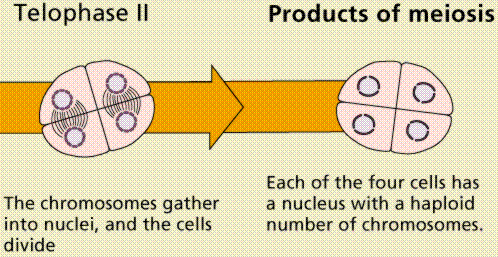 Telophase II
Products of meiosis
The chromosomes gather
into nuclei, and the cells
divide
Each of the four cells has
a nucleus with a haploid
number of chromosomes.